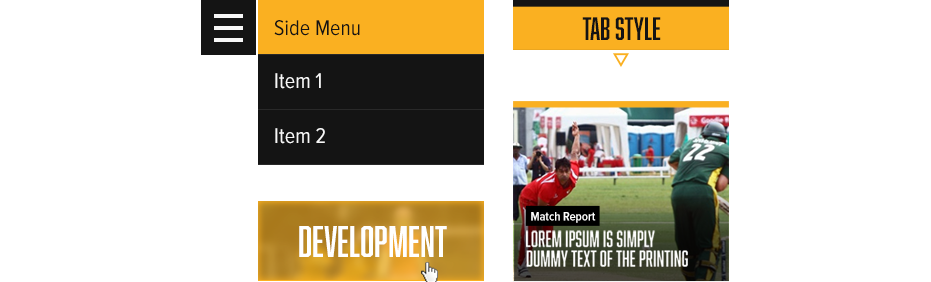 Side Menu
Item 1
Item 2
DEVELOPMENT
TAB STYLE
22
Match Report
LOREM IPSUM IS SIMPLY
DUMMY TEXT OF THE PRINTING